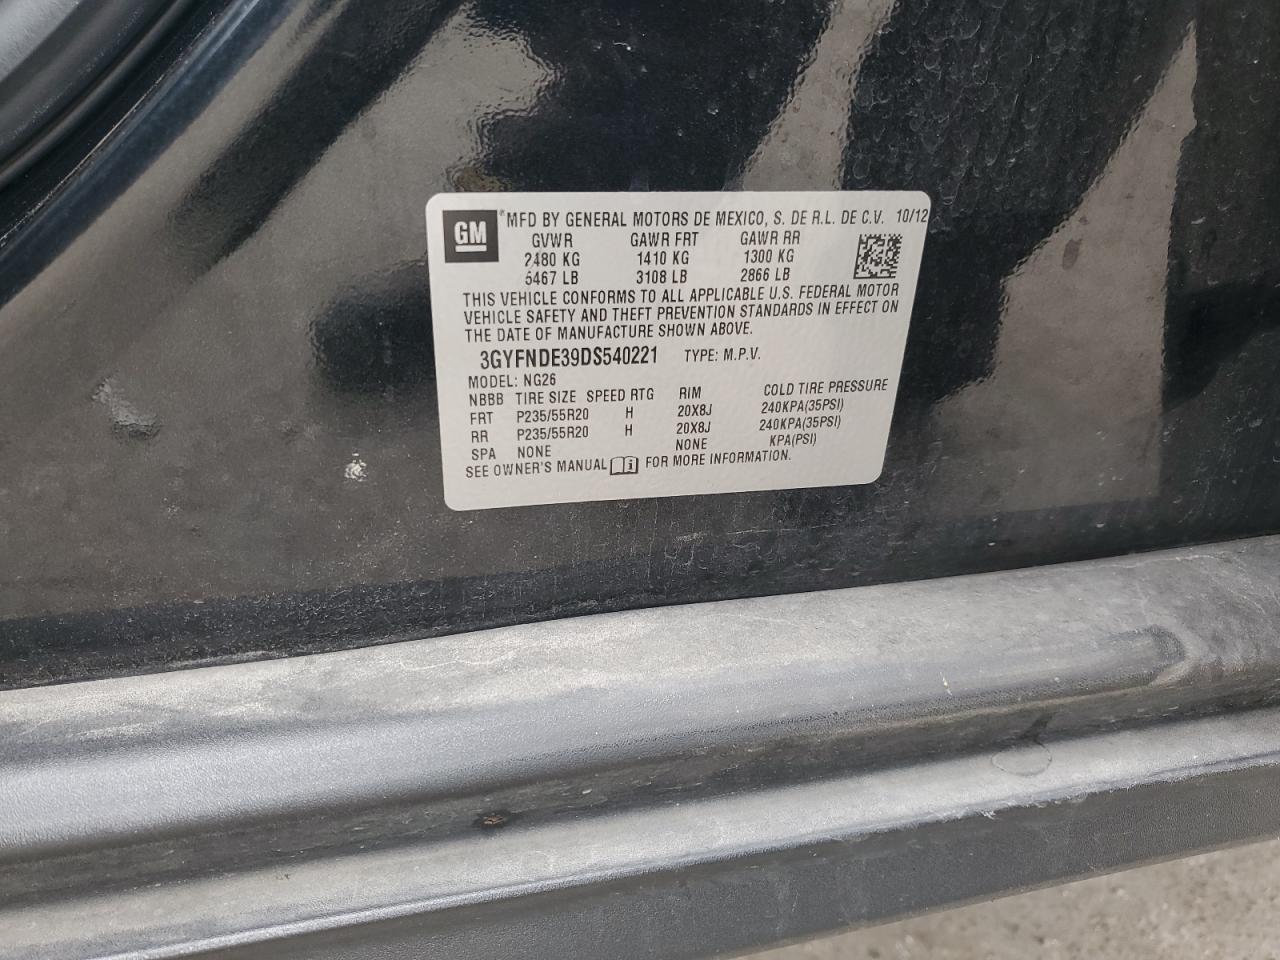 GM ®MFD BY GENERAL MOTORS DE MEXICO, S. DE R.L. DE C.V. 10/12
GVWR GAWR FRT GAWR RR
2480 KG 1410 KG 1300 KG
5467 LB 3108 LB 2866 LB
THIS VEHICLE CONFORMS TO ALL APPLICABLE U.S. FEDERAL MOTOR
VEHICLE SAFETY AND THEFT PREVENTION STANDARDS IN EFFECT ON
THE DATE OF MANUFACTURE SHOWN ABOVE.
3GYFNDE39DS540221 TYPE: M.P.V.
MODEL: NG26
NBBB TIRE SIZE SPEED RTG RIM COLD TIRE PRESSURE
FRT P235/55R20 H 20X8J 240KPA(35PSI)
RR P235/55R20 H 20X8J 240KPA(35PSI)
SPA NONE NONE KPA(PSI)
SEE OWNER'S MANUAL i FOR MORE INFORMATION.